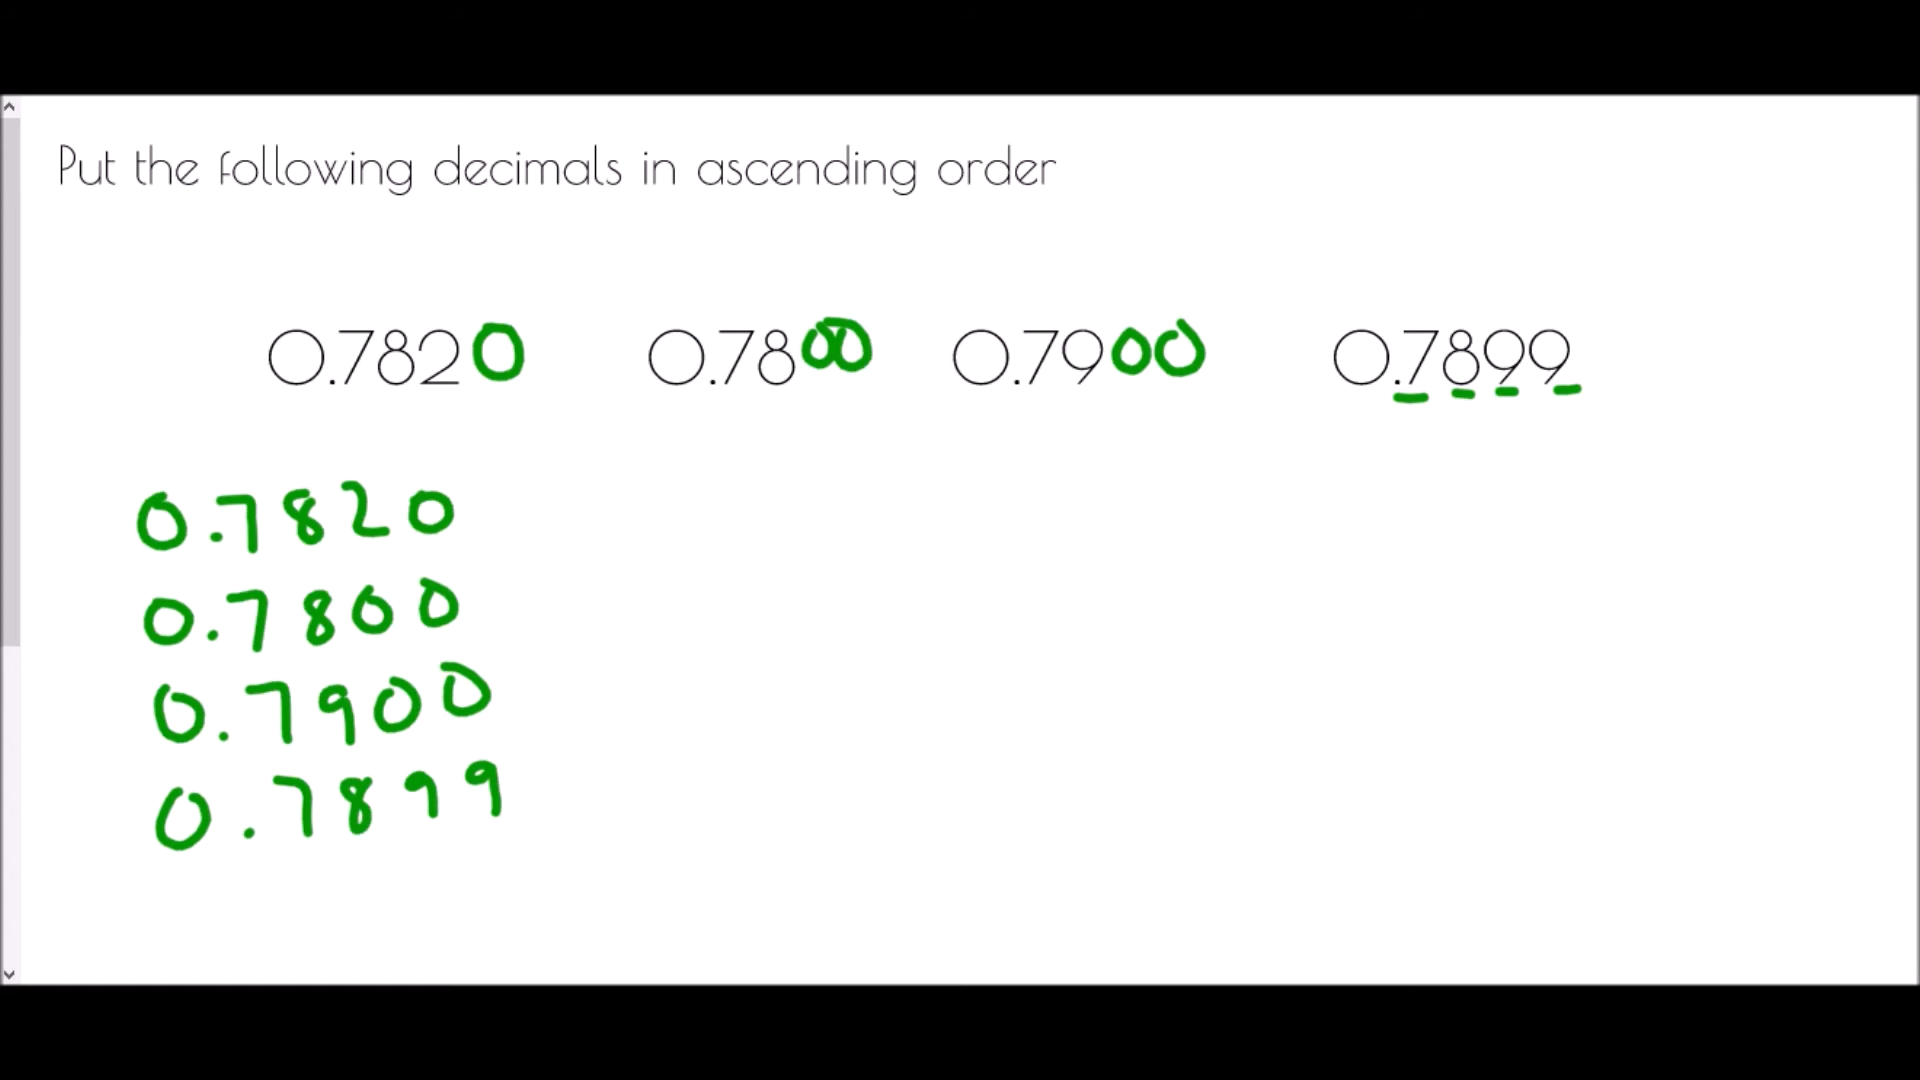 Put the following decimals in ascending order
0.7820 0.7800 0.7900 0.7899
0.7820
0.7800
0.7900
0.7899